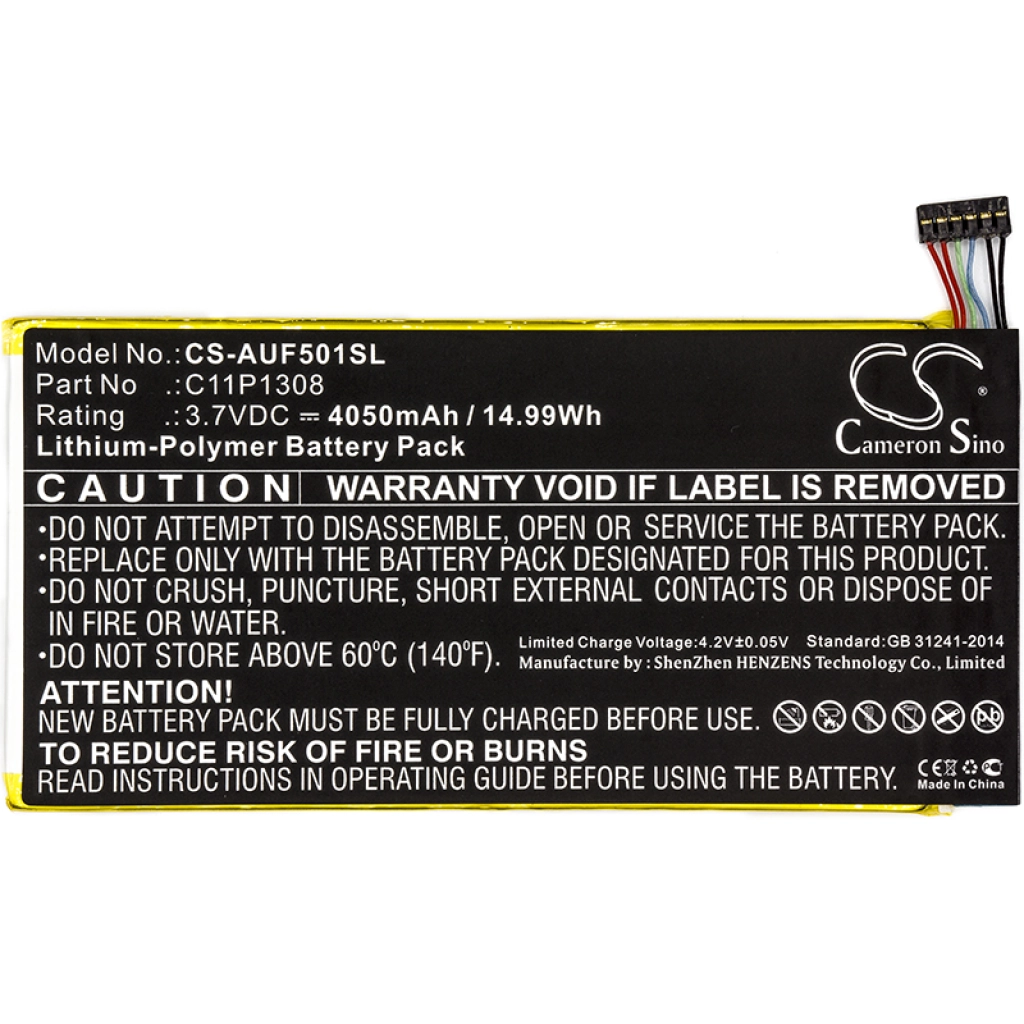 Model No.: CS-AUF501SL
Part No .: C11P1308
Rating .: 3.7VDC ⎓ 4050mAh / 14.99Wh
Lithium-Polymer Battery Pack
CS ®
Cameron Sino
CAUTION WARRANTY VOID IF LABEL IS REMOVED
•DO NOT ATTEMPT TO DISASSEMBLE, OPEN OR SERVICE THE BATTERY PACK.
•REPLACE ONLY WITH THE BATTERY PACK DESIGNATED FOR THIS PRODUCT.
•DO NOT CRUSH, PUNCTURE, SHORT EXTERNAL CONTACTS OR DISPOSE
IN FIRE OR WATER.
•DO NOT STORE ABOVE 60ºC (140ºF).
Limited Charge Voltage:4.2V±0.05V Standard:GB 31241-2014
Manufacture by : ShenZhen HENZENS Technology Co., Limited
ATTENTION!
NEW BATTERY PACK MUST BE FULLY CHARGED BEFORE USE.
Pb
TO REDUCE RISK OF FIRE OR BURNS
READ INSTRUCTIONS IN OPERATING GUIDE BEFORE USING THE BATTERY.
CE
Made In China